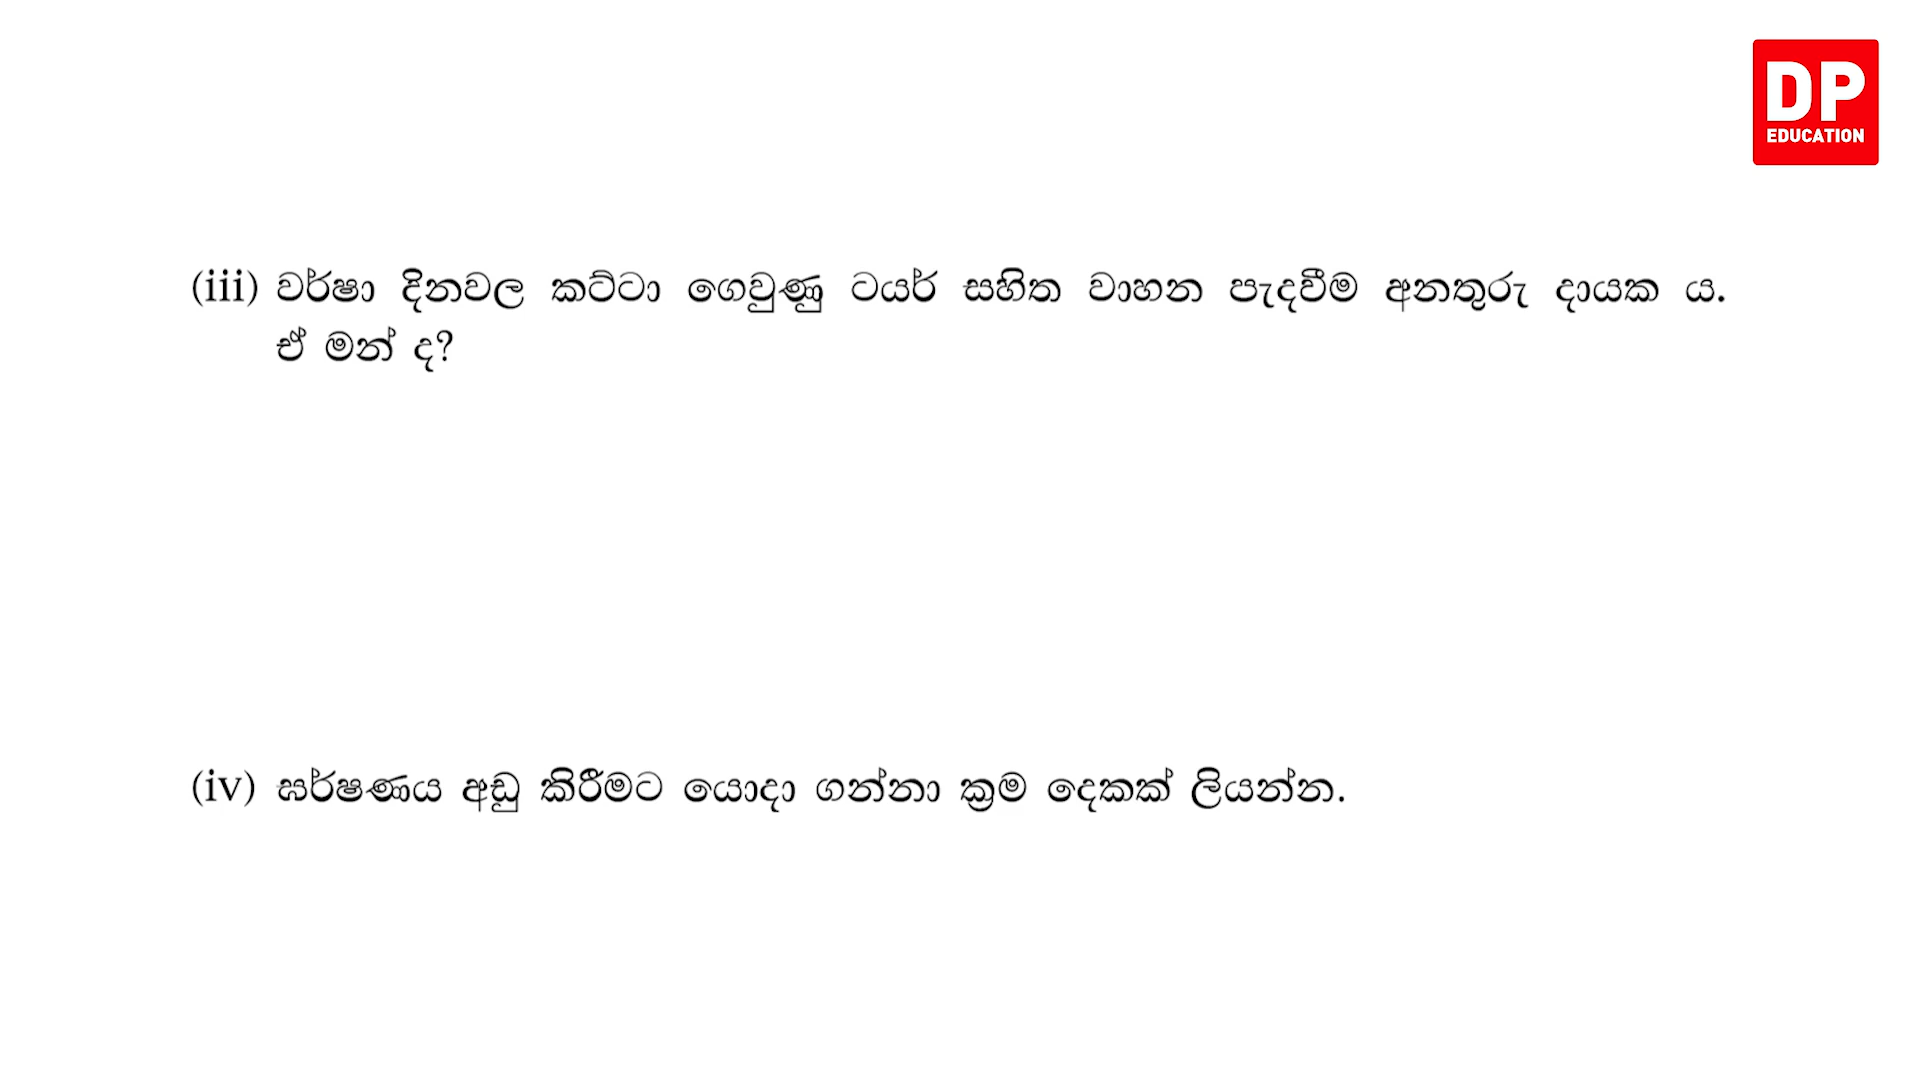 DP
EDUCATION
(iii) වර්ෂා දිනවල කට්ටා ගෙවුණු ටයර් සහිත වාහන පැදවීම අනතුරු දායක ය.
ඒ මන් ද?
(iv) ඝර්ෂණය අඩු කිරීමට යොදා ගන්නා ක්‍රම දෙකක් ලියන්න.